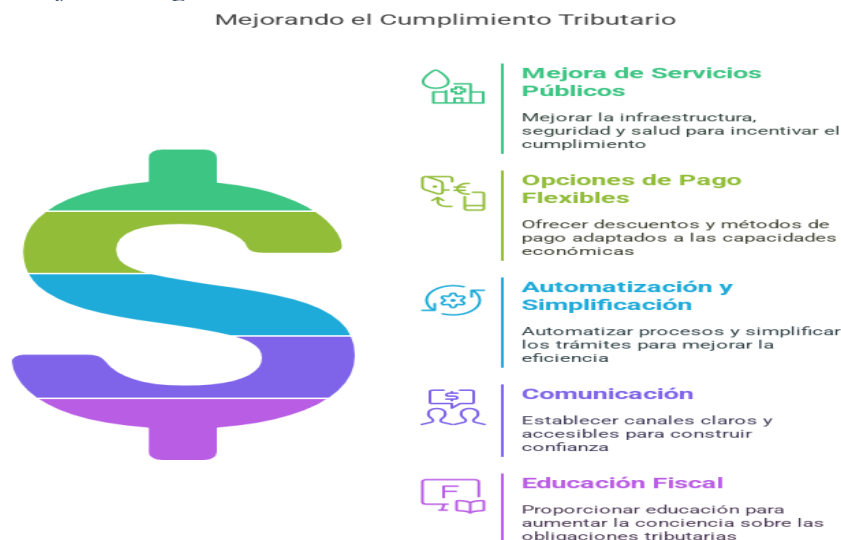 Mejorando el Cumplimiento Tributario
Mejora de Servicios
Públicos
Mejorar la infraestructura,
seguridad y salud para incentivar el
cumplimiento
Opciones de Pago
Flexibles
Ofrecer descuentos y métodos de
pago adaptados a las capacidades
económicas
Automatización y
Simplificación
Automatizar procesos y simplificar
los trámites para mejorar la
eficiencia
Comunicación
Establecer canales claros y
accesibles para construir
confianza
Educación Fiscal
Proporcionar educación para
aumentar la conciencia sobre las
obligaciones tributarias